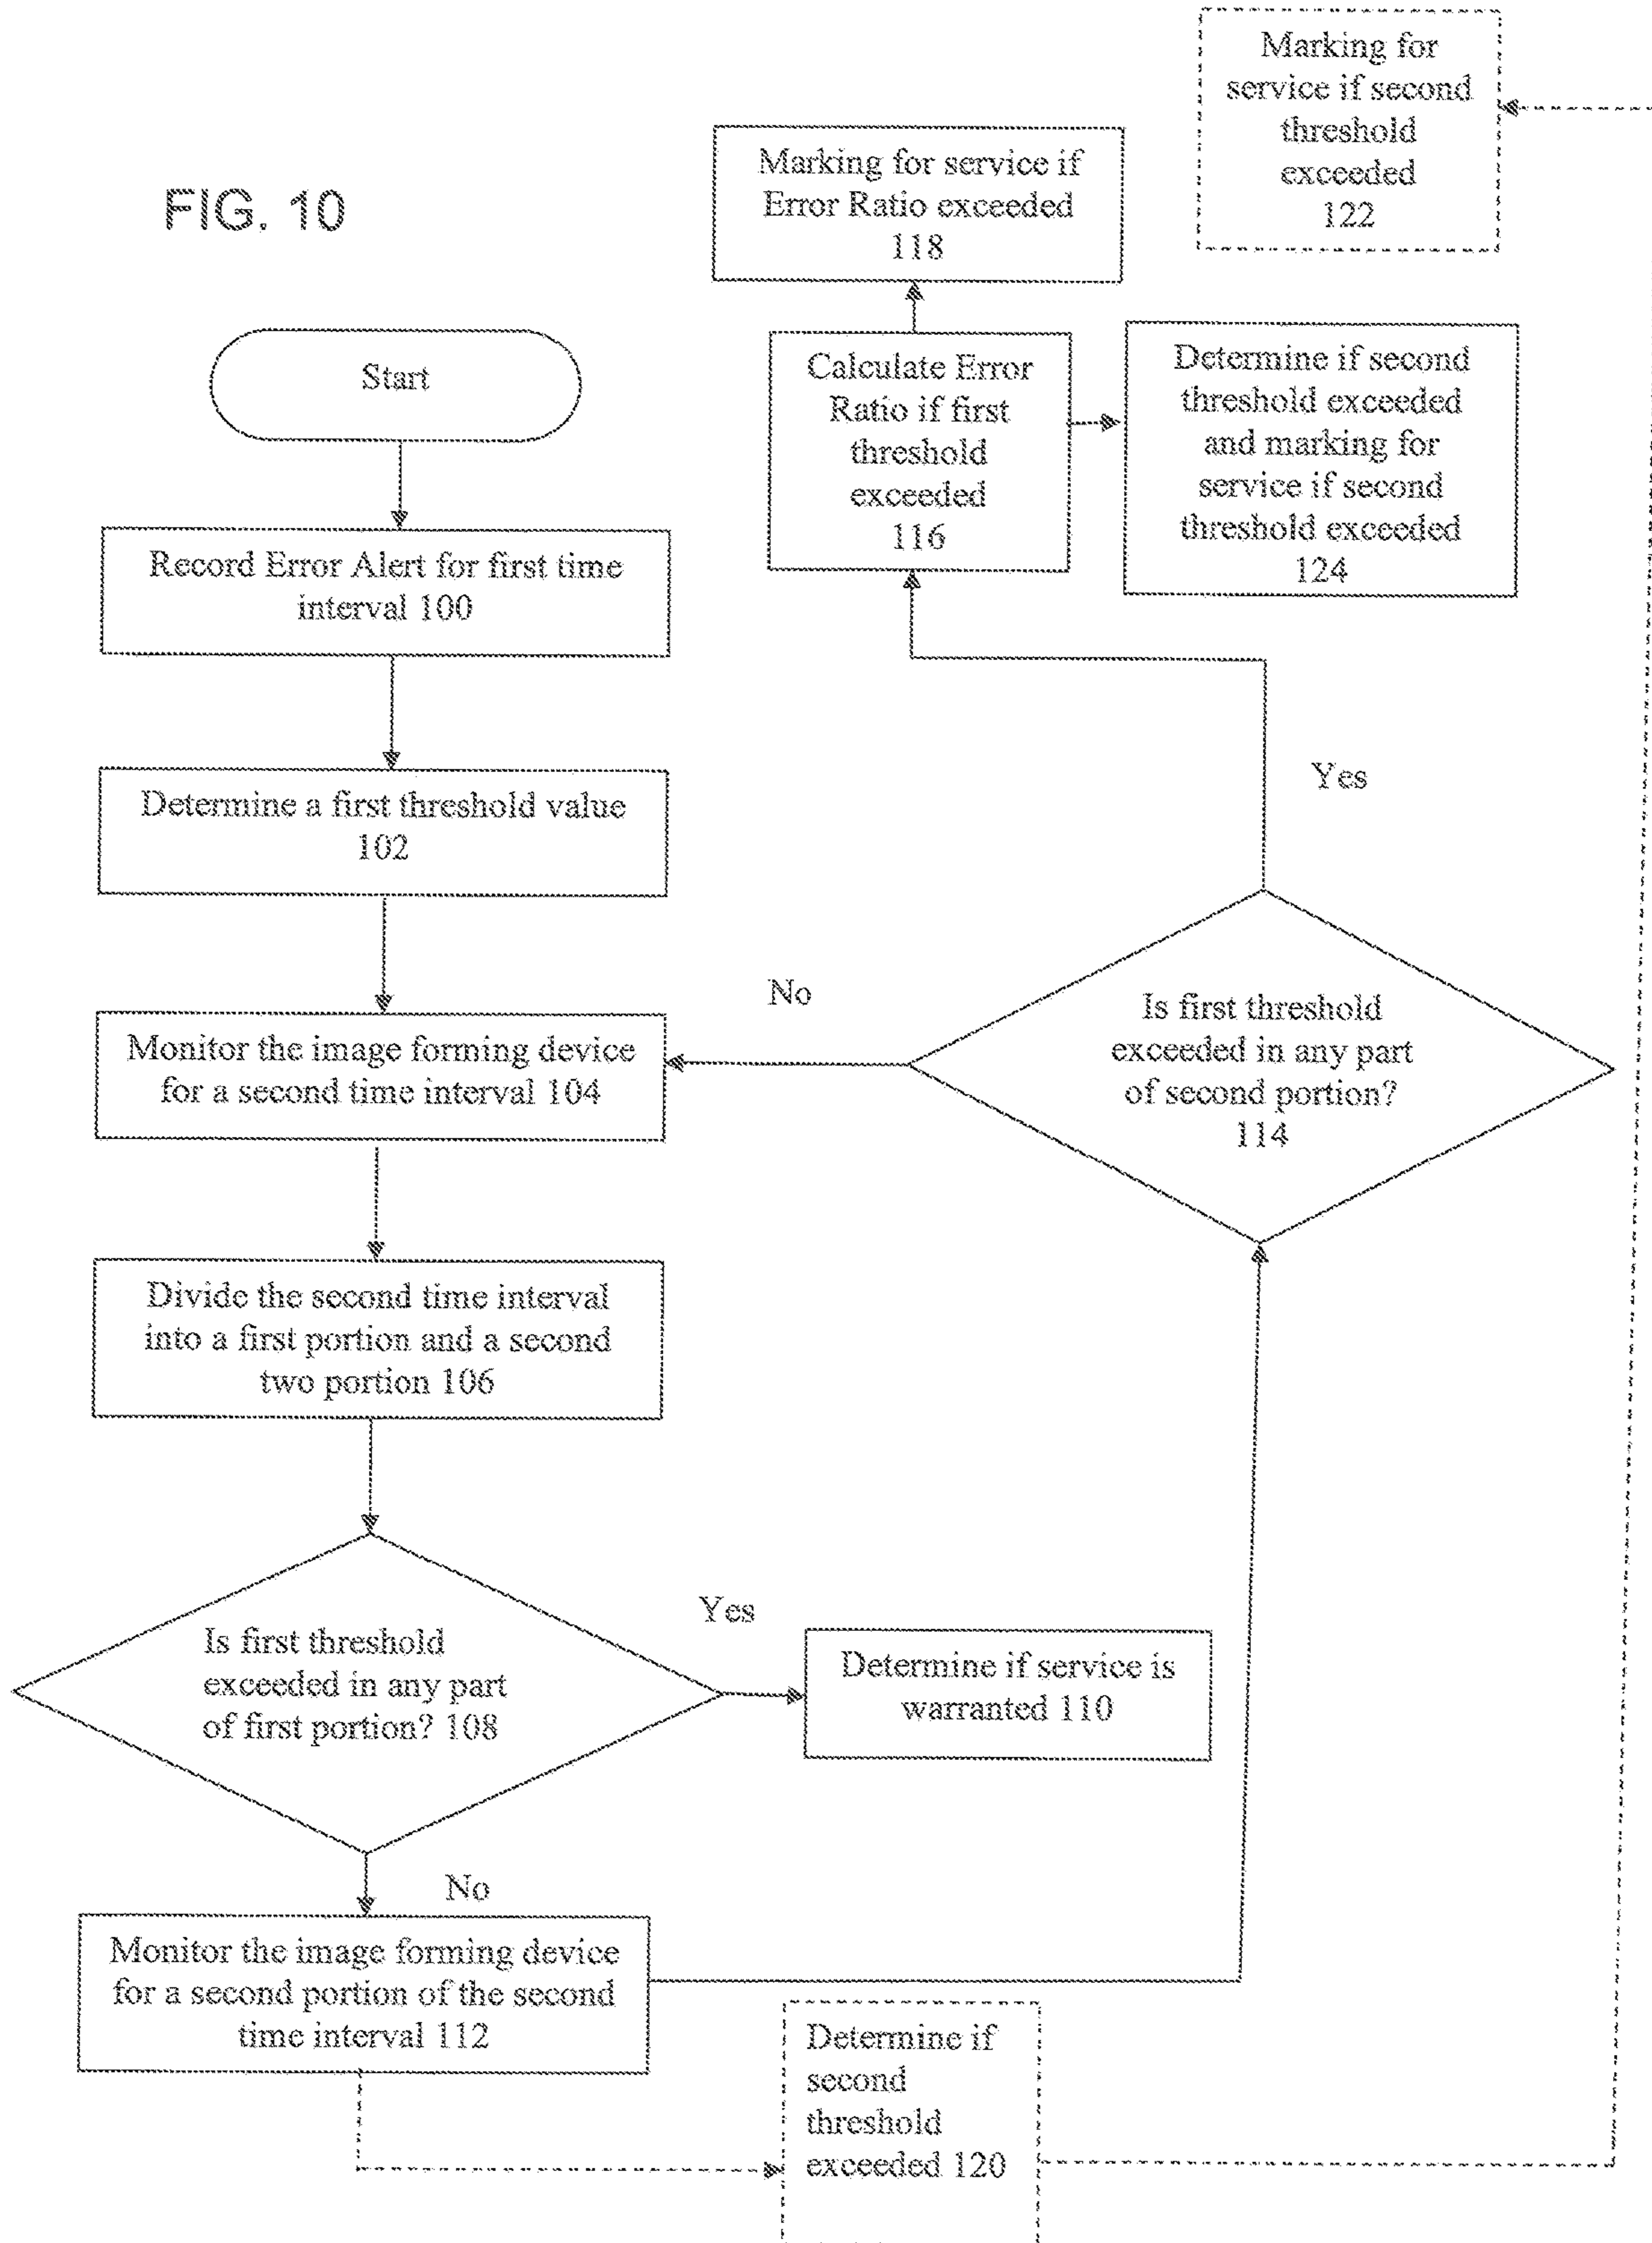 FIG. 10
Marking for
service if second
threshold
exceeded
122
Marking for service if
Error Ratio exceeded
118
Start
Calculate Error
Ratio if first
threshold
exceeded
116
Determine if second
threshold exceeded
and marking for
service if second
threshold exceeded
124
Record Error Alert for first time
interval 100
Determine a first threshold value
102
Yes
No
Monitor the image forming device
for a second time interval 104
Is first threshold
exceeded in any part
of second portion?
114
Divide the second time interval
into a first portion and a second
two portion 106
Is first threshold
exceeded in any part
of first portion? 108
Yes
Determine if service is
warranted 110
No
Monitor the image forming device
for a second portion of the second
time interval 112
Determine if
second
threshold
exceeded 120